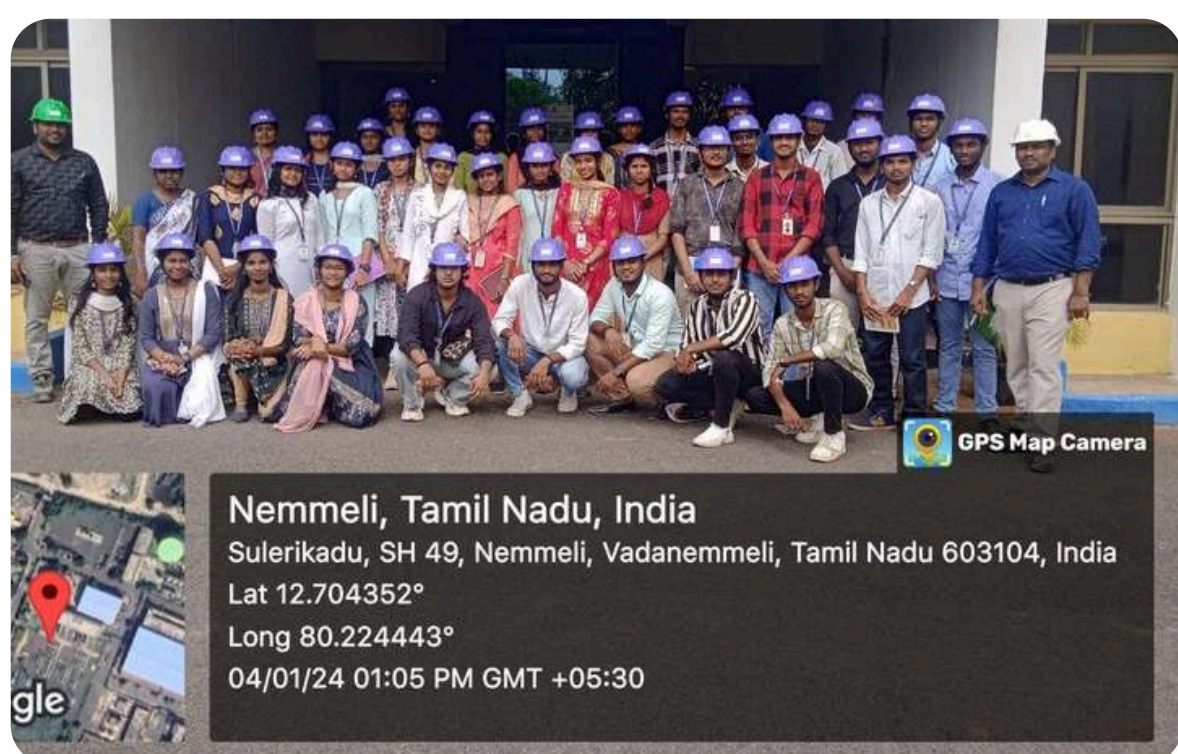 GPS Map Camera
Nemmeli, Tamil Nadu, India
Sulerikadu, SH 49, Nemmeli, Vadanemmeli, Tamil Nadu 603104, India
Lat 12.704352°
Long 80.224443°
04/01/24 01:05 PM GMT +05:30
gle